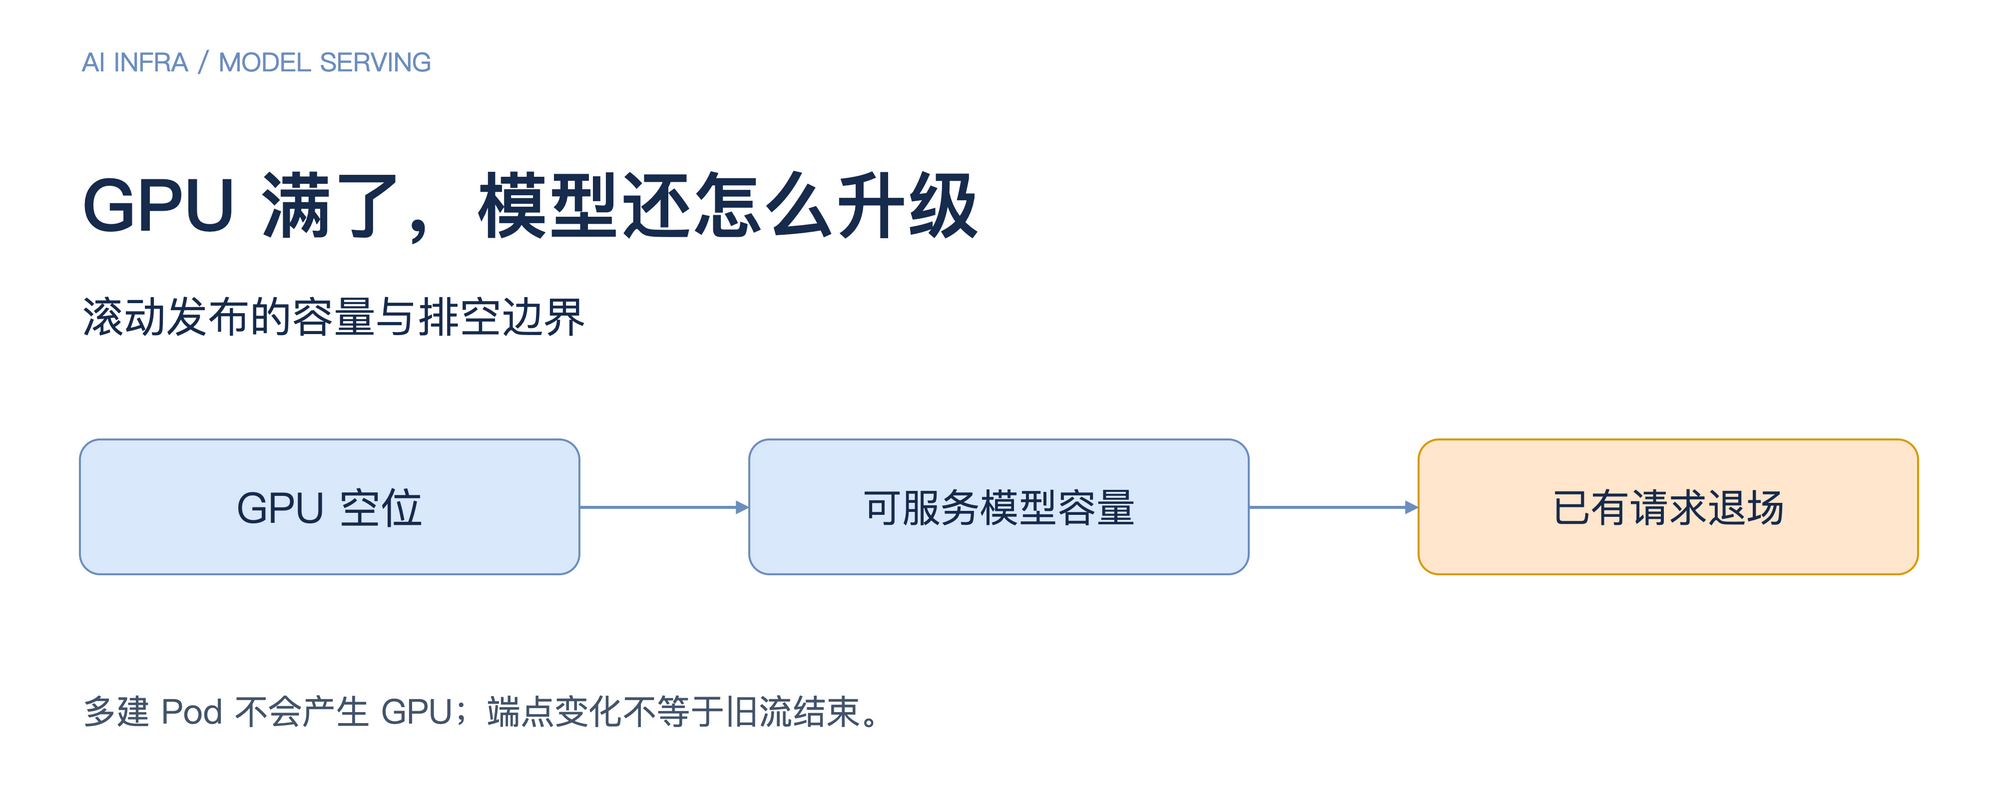 AI INFRA / MODEL SERVING
GPU 满了，模型还怎么升级
滚动发布的容量与排空边界
GPU 空位
可服务模型容量
已有请求退场
多建 Pod 不会产生 GPU；端点变化不等于旧流结束。